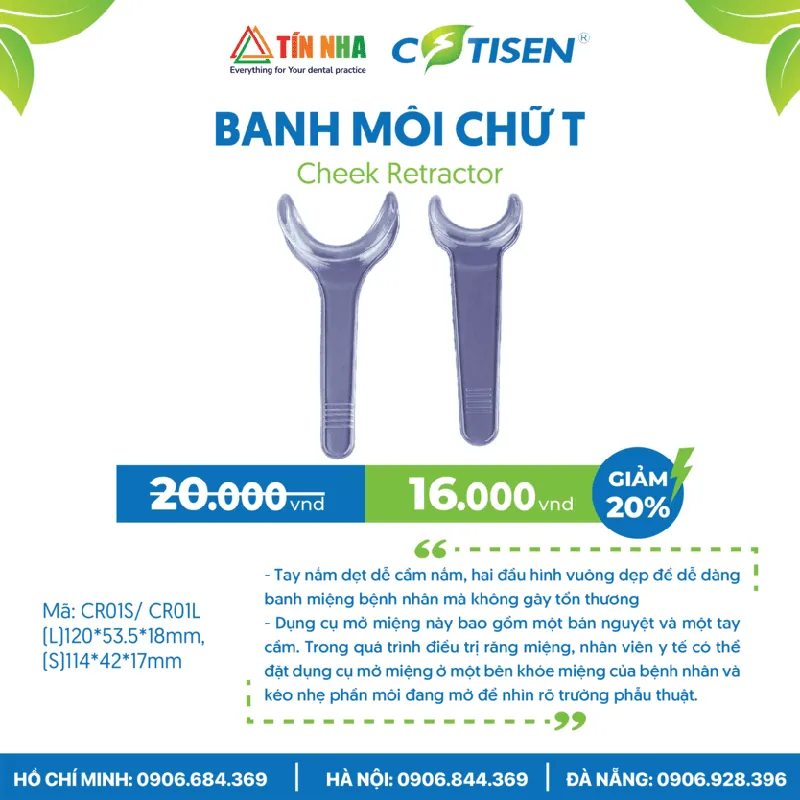 TÍN NHA
Everything for Your dental practice
COTISEN®
BANH MÔI CHỮ T
Cheek Retractor
20.000 vnd
16.000 vnd
GIẢM
20%
- Tay nắm dẹt dễ cầm nắm, hai đầu hình vuông dẹp để dễ dàng
banh miệng bệnh nhân mà không gây tổn thương
- Dụng cụ mở miệng này bao gồm một bán nguyệt và một tay
cầm. Trong quá trình điều trị răng miệng, nhân viên y tế có thể
đặt dụng cụ mở miệng ở một bên khóe miệng của bệnh nhân và
kéo nhẹ phần môi đang mở để nhìn rõ trường phẫu thuật.
Mã: CR01S/ CR01L
(L)120*53.5*18mm,
(S)114*42*17mm
HỒ CHÍ MINH: 0906.684.369 | HÀ NỘI: 0906.844.369 | ĐÀ NẴNG: 0906.928.396